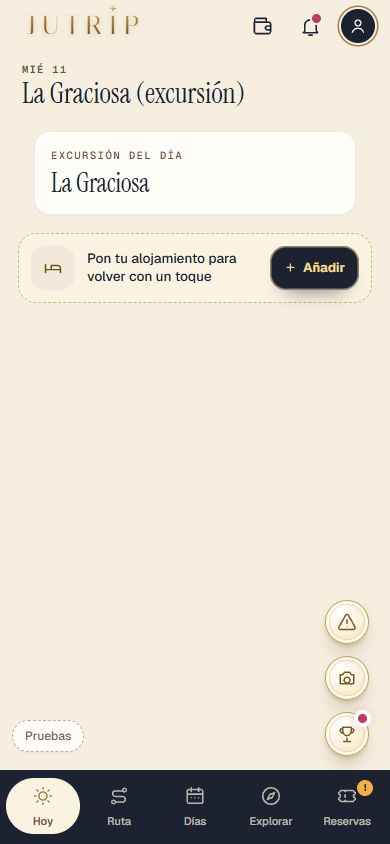 JUTRIP
MIÉ 11
La Graciosa (excursión)
EXCURSIÓN DEL DÍA
La Graciosa
Pon tu alojamiento para
volver con un toque
+ Añadir
Pruebas
!
Hoy
Ruta
Días
Explorar
Reservas